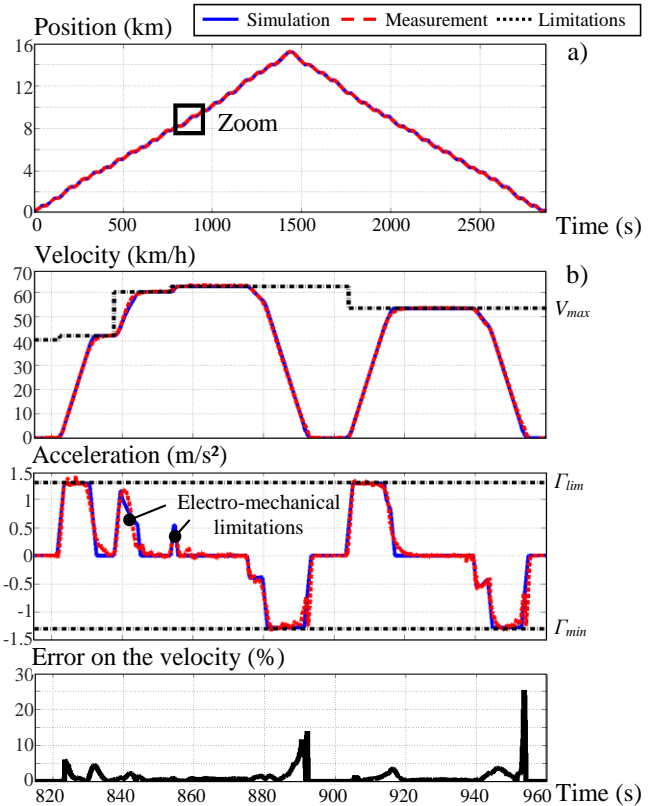 Simulation Measurement Limitations
Position (km)
a)
16
12
8
4
0
Zoom
0 500 1000 1500 2000 2500 Time (s)
Velocity (km/h)
b)
70
60
50
40
30
20
10
0
Vmax
Acceleration (m/s²)
1.5
1
0.5
0
-0.5
-1
-1.5
Electro-mechanical
limitations
Γlim
Γmin
Error on the velocity (%)
30
20
10
0
820 840 860 880 900 920 940 960 Time (s)